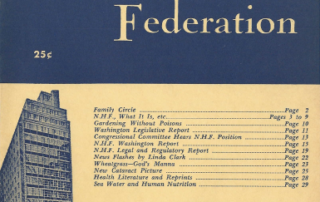 Federation
25¢
Family Circle Page 2
N.H.F., What It Is, etc. Pages 3 to 9
Gardening Without Poisons Page 10
Washington Legislative Report Page 11
Congressional Committee Hears N.H.F. Position Page 13
N.H.F. Washington Report Page 15
N.H.F. Legal and Regulatory Report Page 19
News Flashes by Linda Clark Page 22
Wheatgrass—God's Manna Page 23
New Cataract Picture Page 25
Health Literature and Reprints Page 28
Sea Water and Human Nutrition Page 29